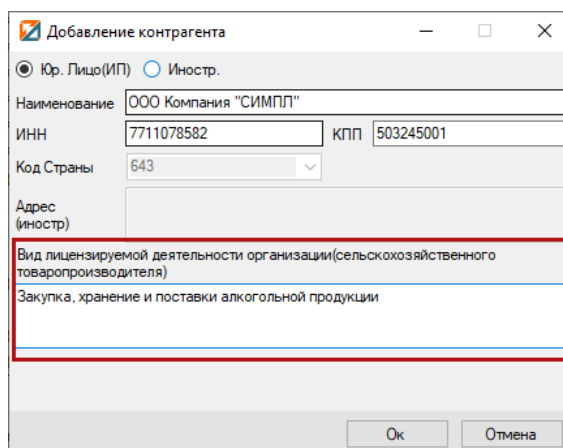 Добавление контрагента
Юр. Лицо(ИП) Иностр.
Наименование ООО Компания "СИМПЛ"
ИНН 7711078582 КПП 503245001
Код Страны 643
Адрес
(иностр)
Вид лицензируемой деятельности организации(сельскохозяйственного
товаропроизводителя)
Закупка, хранение и поставки алкогольной продукции
Ок Отмена